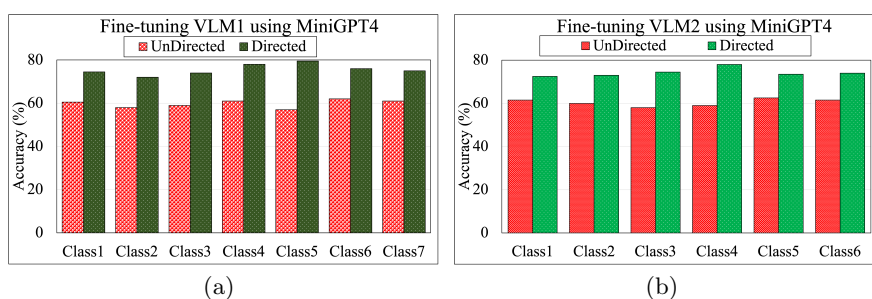 Fine-tuning VLM1 using MiniGPT4
UnDirected Directed
Accuracy (%)
80
60
40
20
0
Class1 Class2 Class3 Class4 Class5 Class6 Class7
(a)
Fine-tuning VLM2 using MiniGPT4
UnDirected Directed
Accuracy (%)
80
60
40
20
0
Class1 Class2 Class3 Class4 Class5 Class6
(b)